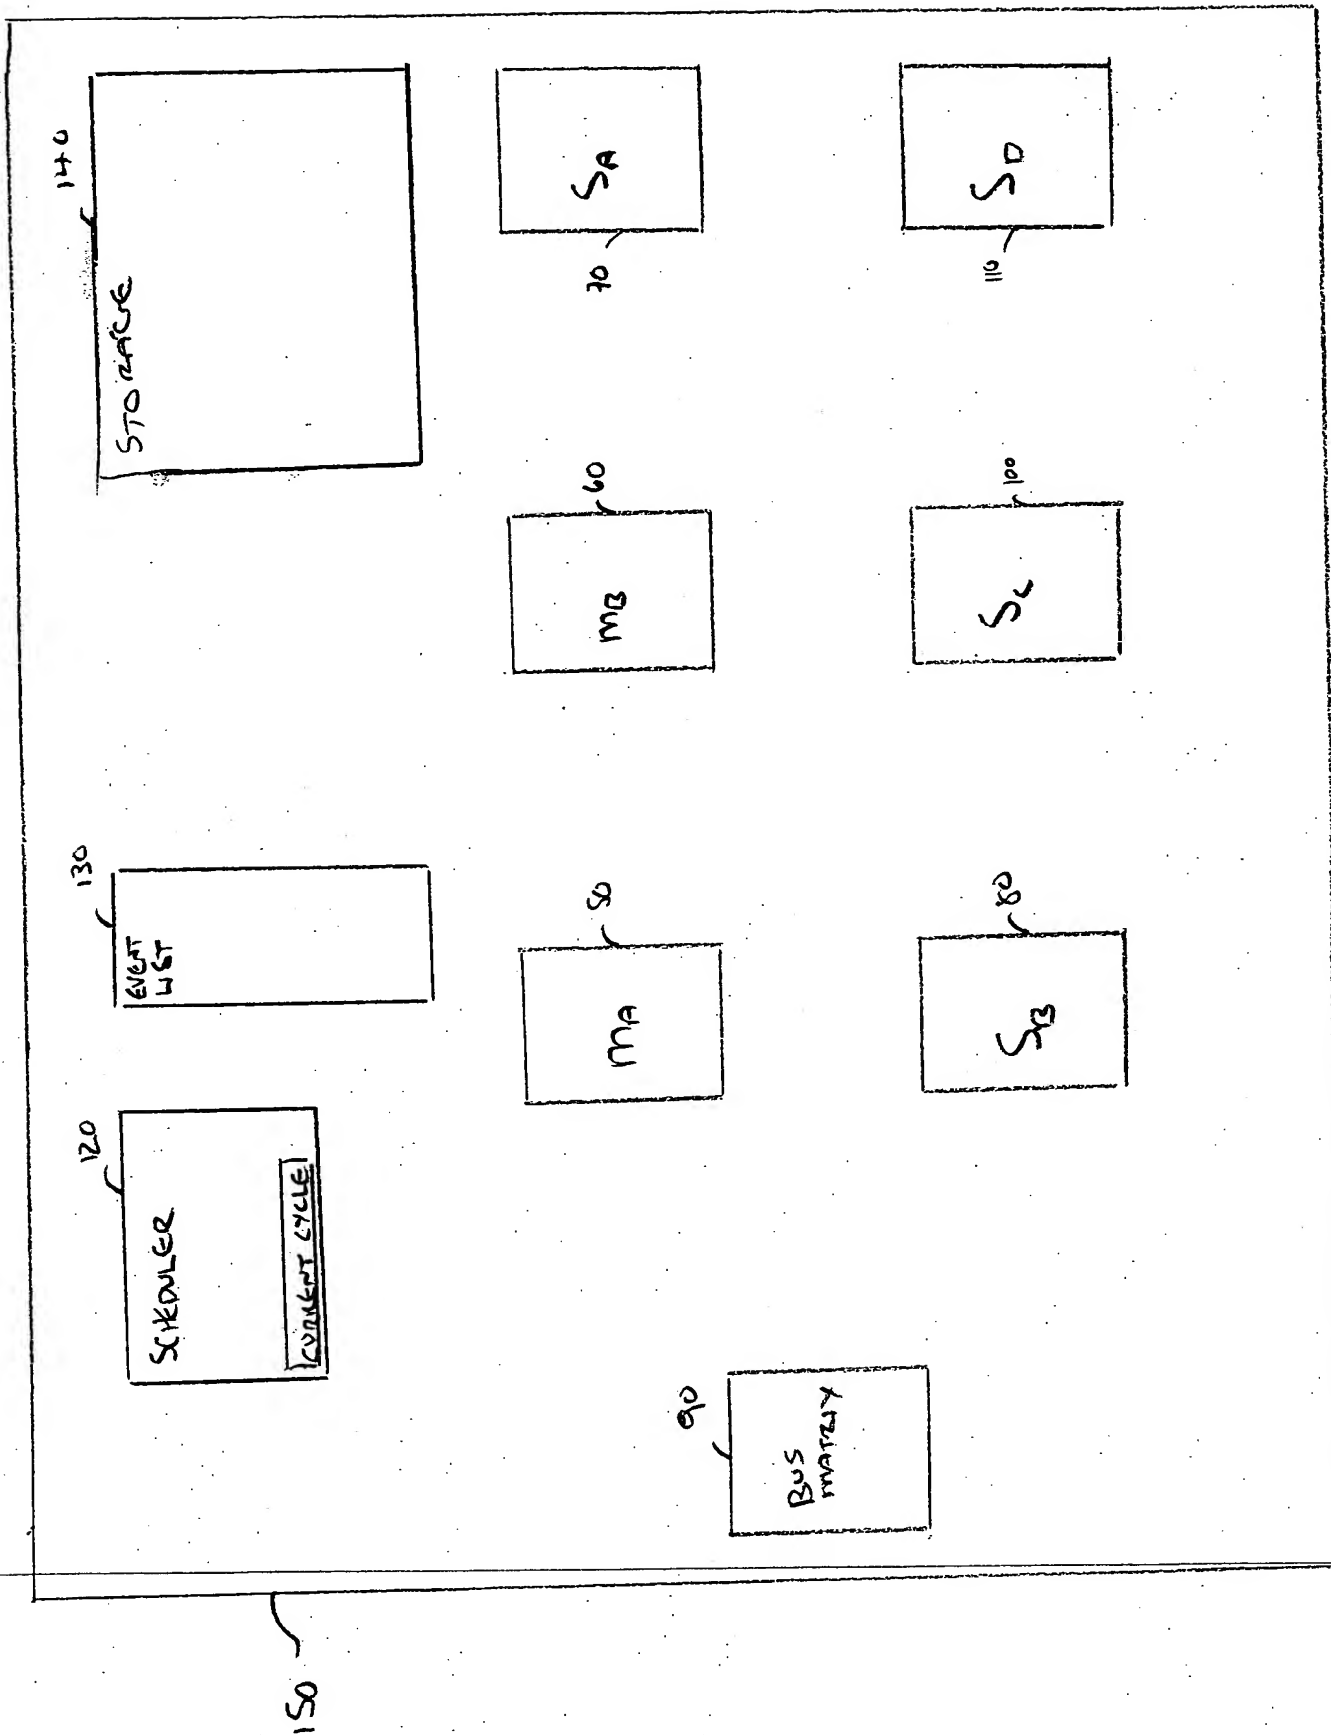 120
SCHEDULER
CURRENT CYCLE
130
EVENT
LIST
140
STORAGE
150
MA
50
MB
60
70
SA
90
BUS
MATRIX
SB
80
SC
100
110
SD